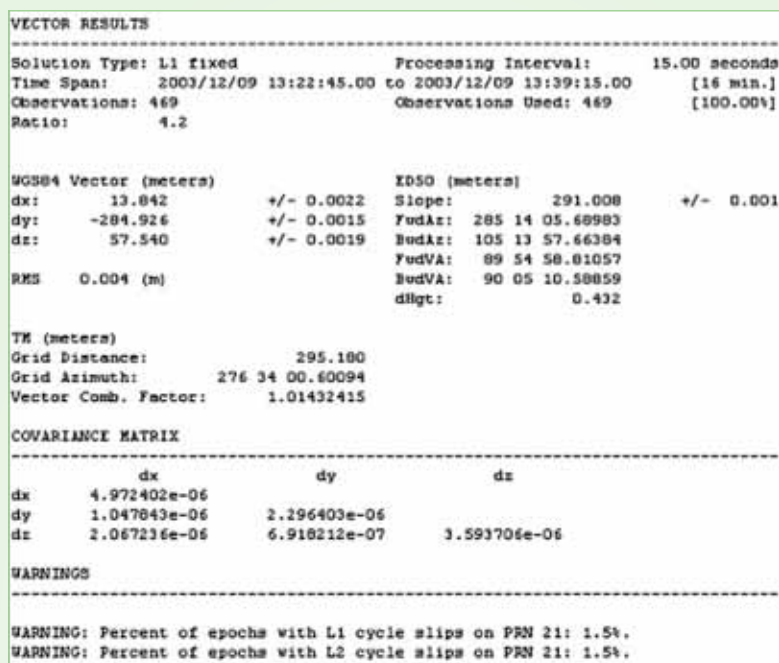 VECTOR RESULTS
Solution Type: L1 fixed Processing Interval: 15.00 seconds
Time Span: 2003/12/09 13:22:45.00 to 2003/12/09 13:39:15.00 [16 min.]
Observations: 469 Observations Used: 469 [100.00%]
Ratio: 4.2
WGS84 Vector (meters) ED50 (meters)
dx: 13.842 +/- 0.0022 Slope: 291.008 +/- 0.001
dy: -284.926 +/- 0.0015 FwdAz: 285 14 05.68983
dz: 57.540 +/- 0.0019 BwdAz: 105 13 57.66384
FwdVA: 89 54 58.81057
RMS 0.004 (m) BwdVA: 90 05 10.58859
dHgt: 0.432
TM (meters)
Grid Distance: 295.180
Grid Azimuth: 276 34 00.60094
Vector Comb. Factor: 1.01432415
COVARIANCE MATRIX
dx dy dz
dx 4.972402e-06
dy 1.047843e-06 2.296403e-06
dz 2.067236e-06 6.918212e-07 3.593706e-06
WARNINGS
WARNING: Percent of epochs with L1 cycle slips on PRN 21: 1.5%.
WARNING: Percent of epochs with L2 cycle slips on PRN 21: 1.5%.